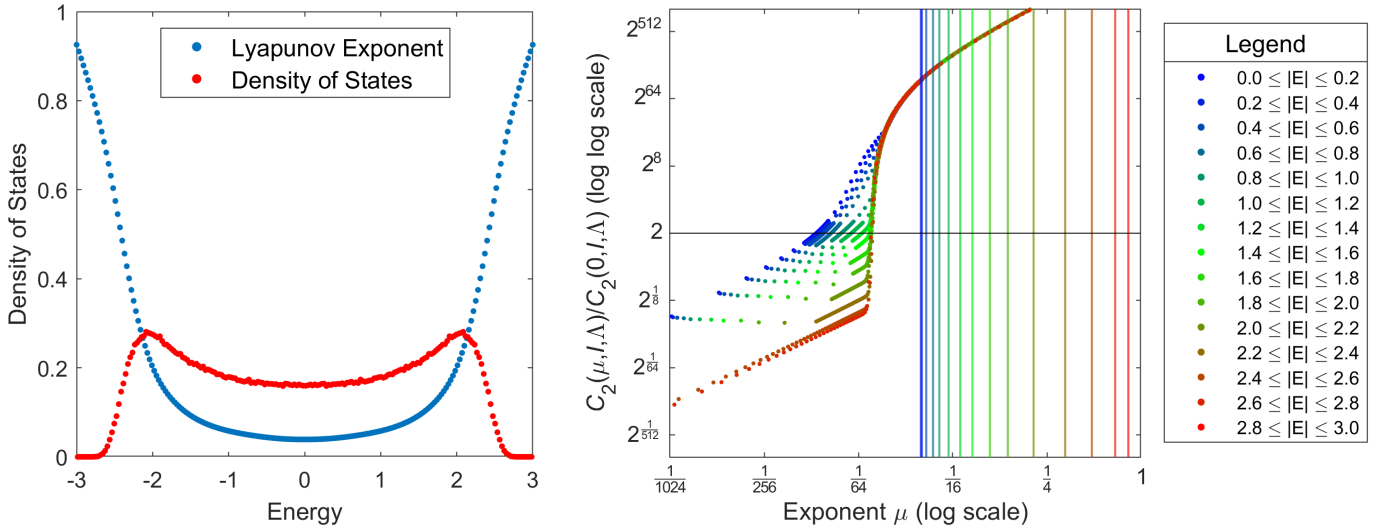 1
0.8
0.6
0.4
0.2
0
Density of States
Lyapunov Exponent
Density of States
-3 -2 -1 0 1 2 3
Energy
C₂(μ,I,Λ)/C₂(0,I,Λ) (log log scale)
2^512
2^64
2^8
2
2^(1/8)
2^(1/64)
2^(1/512)
1/1024 1/256 1/64 1/16 1/4 1
Exponent μ (log scale)
Legend
0.0 ≤ |E| ≤ 0.2
0.2 ≤ |E| ≤ 0.4
0.4 ≤ |E| ≤ 0.6
0.6 ≤ |E| ≤ 0.8
0.8 ≤ |E| ≤ 1.0
1.0 ≤ |E| ≤ 1.2
1.2 ≤ |E| ≤ 1.4
1.4 ≤ |E| ≤ 1.6
1.6 ≤ |E| ≤ 1.8
1.8 ≤ |E| ≤ 2.0
2.0 ≤ |E| ≤ 2.2
2.2 ≤ |E| ≤ 2.4
2.4 ≤ |E| ≤ 2.6
2.6 ≤ |E| ≤ 2.8
2.8 ≤ |E| ≤ 3.0